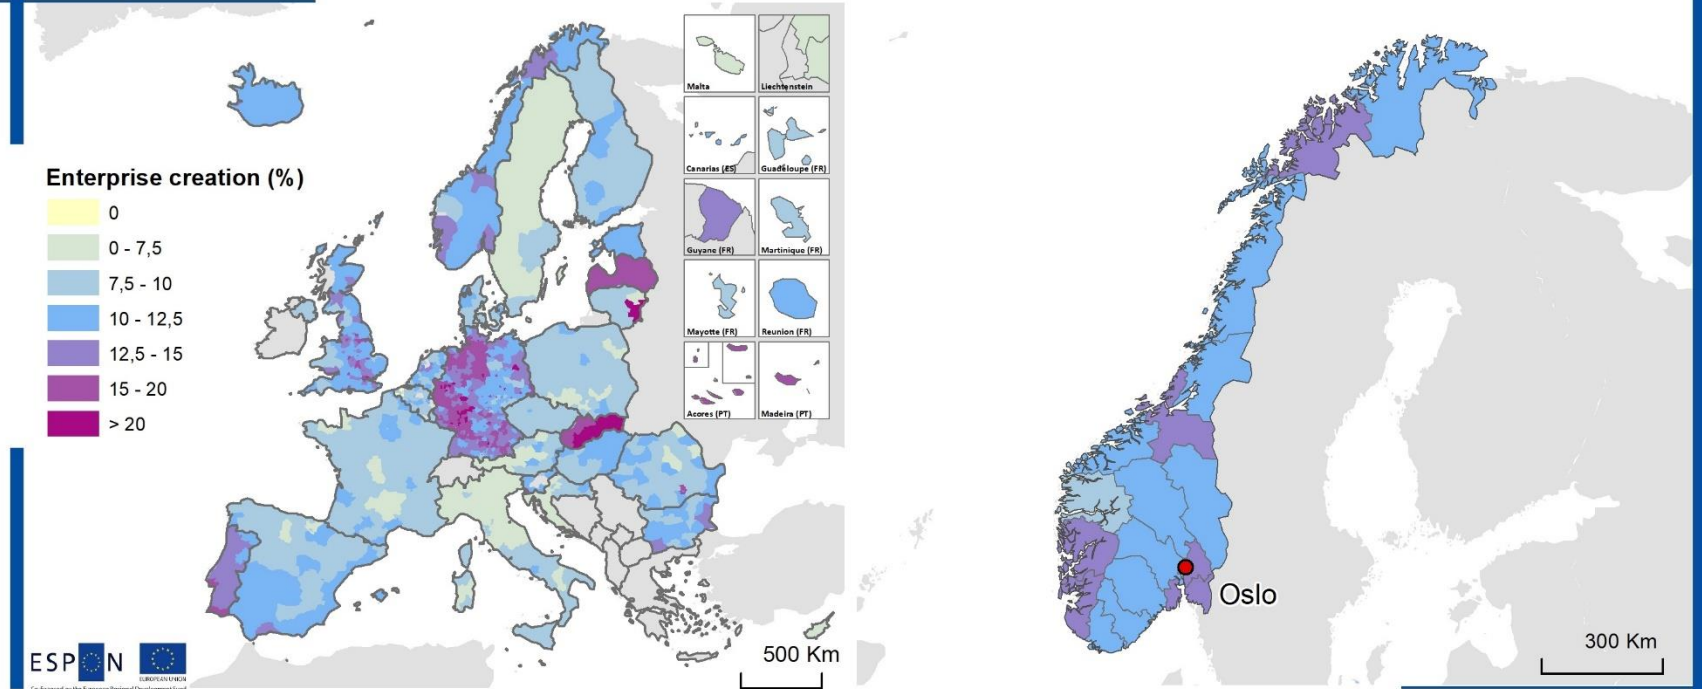 Enterprise creation (%)
0
0 - 7,5
7,5 - 10
10 - 12,5
12,5 - 15
15 - 20
> 20
Malta
Liechtenstein
Canarias (ES)
Guadeloupe (FR)
Guyane (FR)
Martinique (FR)
Mayotte (FR)
Reunion (FR)
Acores (PT)
Madeira (PT)
500 Km
ESPON
EUROPEAN UNION
Oslo
300 Km